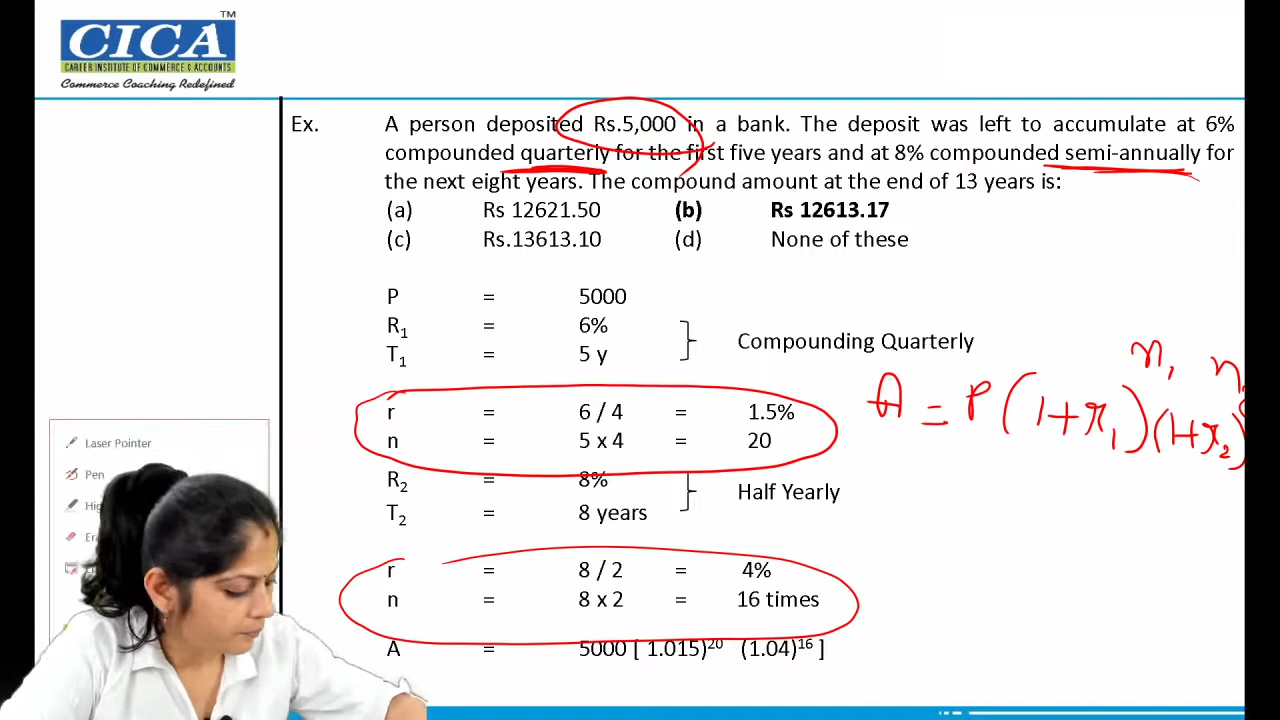 TM
CICA
CAREER INSTITUTE OF COMMERCE & ACCOUNTS
Commerce Coaching Redefined
Ex. A person deposited Rs.5,000 in a bank. The deposit was left to accumulate at 6%
compounded quarterly for the first five years and at 8% compounded semi-annually for
the next eight years. The compound amount at the end of 13 years is:
(a) Rs 12621.50 (b) Rs 12613.17
(c) Rs.13613.10 (d) None of these
P = 5000
R₁ = 6%
T₁ = 5 y
Compounding Quarterly
r = 6 / 4 = 1.5%
n = 5 x 4 = 20
A = P(1+r₁)^n₁ (1+r₂)^n
R₂ = 8%
T₂ = 8 years
Half Yearly
r = 8 / 2 = 4%
n = 8 x 2 = 16 times
A = 5000 [ 1.015)²⁰ (1.04)¹⁶ ]
Laser Pointer
Pen